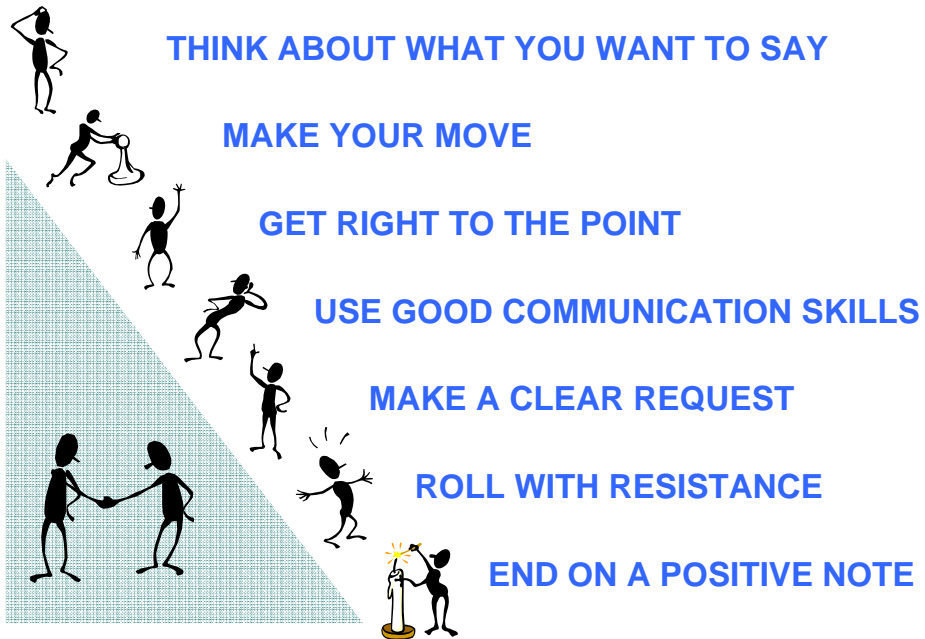 THINK ABOUT WHAT YOU WANT TO SAY
MAKE YOUR MOVE
GET RIGHT TO THE POINT
USE GOOD COMMUNICATION SKILLS
MAKE A CLEAR REQUEST
ROLL WITH RESISTANCE
END ON A POSITIVE NOTE